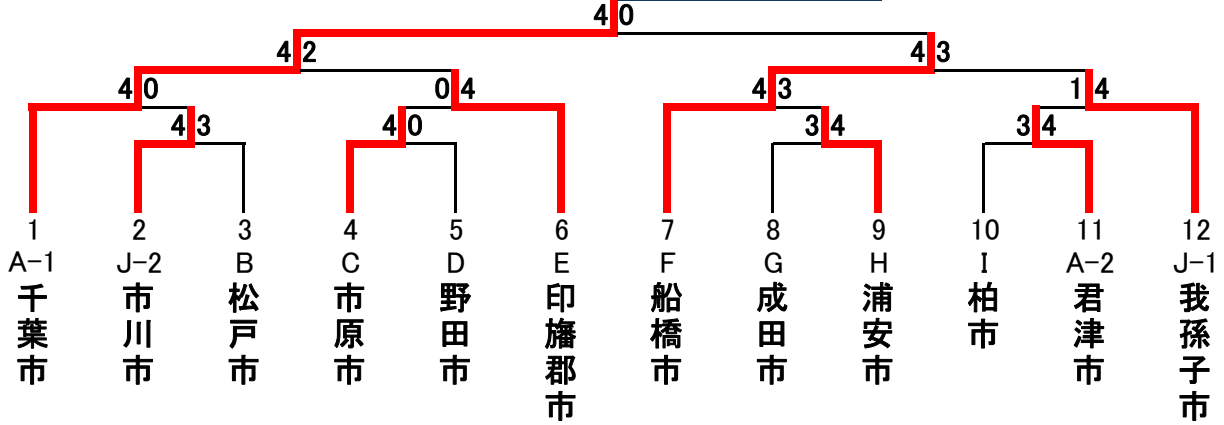 4 0
4 2 4 3
4 0 0 4 4 3 1 4
4 3 4 0 3 4 3 4
1 2 3 4 5 6 7 8 9 10 11 12
A-1 J-2 B C D E F G H I A-2 J-1
千葉市
市川市
松戸市
市原市
野田市
印旛郡市
船橋市
成田市
浦安市
柏市
君津市
我孫子市